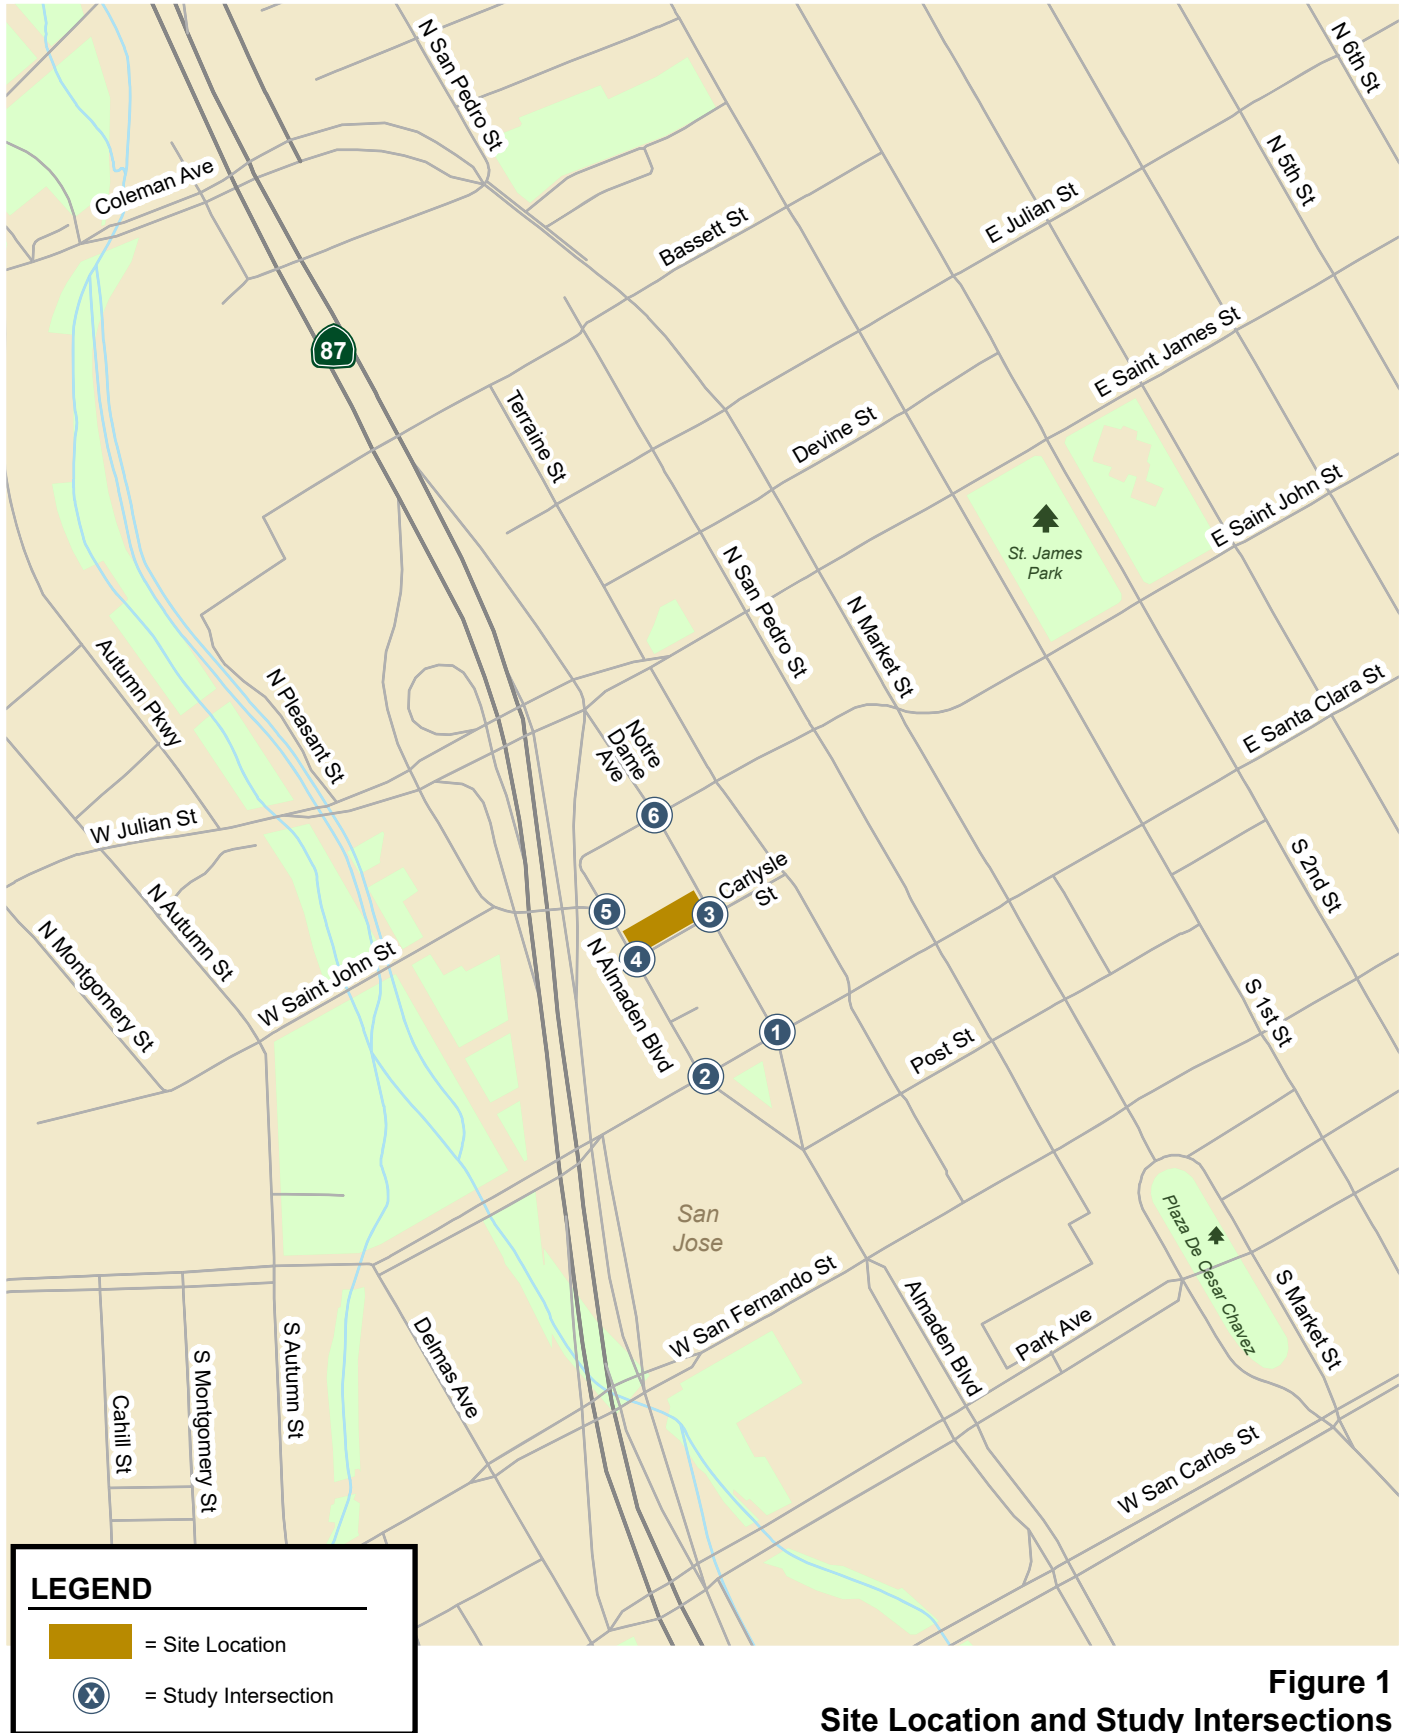 N San Pedro St
N 6th St
N 5th St
Coleman Ave
E Julian St
Bassett St
87
E Saint James St
Terraine St
Devine St
E Saint John St
St. James
Park
N San Pedro St
N Market St
Autumn Pkwy
N Pleasant St
E Santa Clara St
Notre
Dame
Ave
W Julian St
6
Carlysle
St
S 2nd St
N Autumn St
5
3
N Montgomery St
W Saint John St
4
N Almaden Blvd
S 1st St
1
Post St
2
San
Jose
Plaza De Cesar Chavez
W San Fernando St
Almaden Blvd
S Market St
Park Ave
Delmas Ave
S Autumn St
S Montgomery St
Cahill St
W San Carlos St
LEGEND
= Site Location
X = Study Intersection
Figure 1
Site Location and Study Intersections